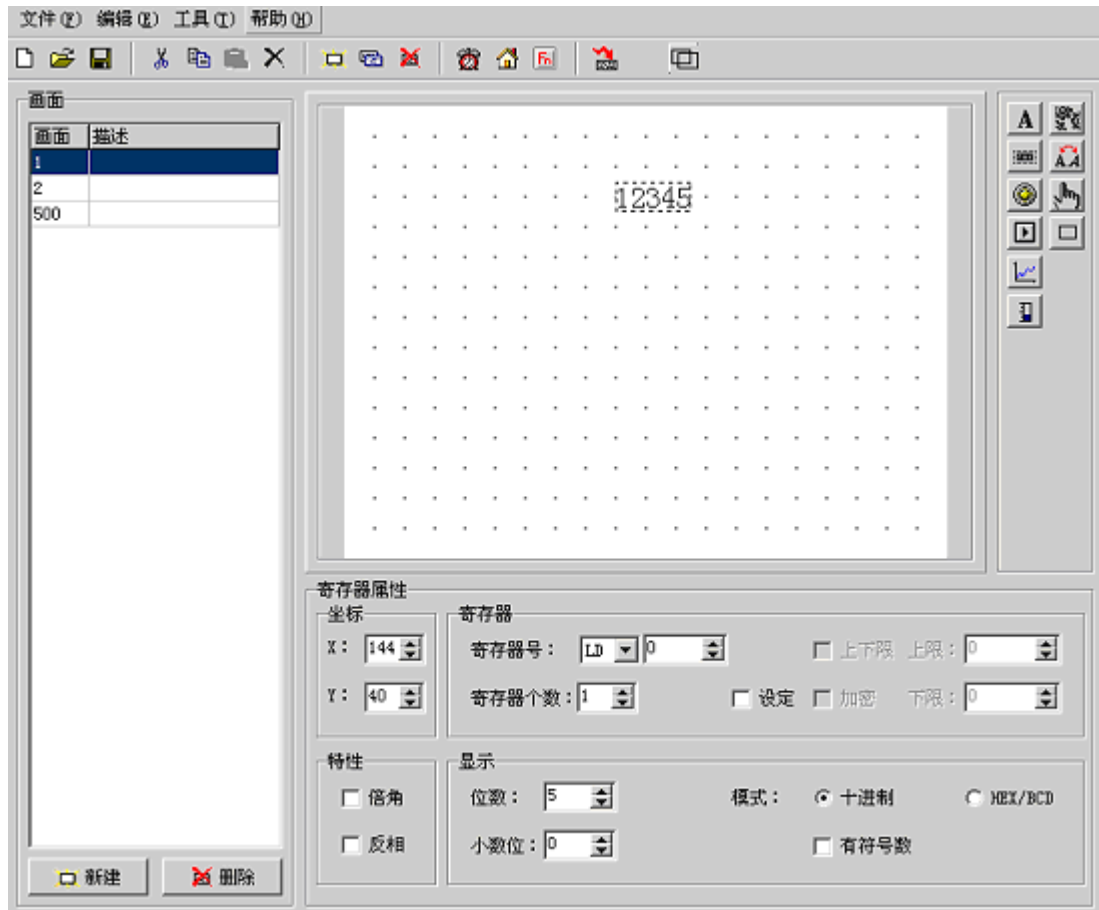 文件(F) 编辑(E) 工具(T) 帮助(H)
画面
画面 描述
1
2
500
新建 删除
12345
A
A A
Fn
寄存器属性
坐标
X: 144
Y: 40
寄存器
寄存器号: LD 0
上下限 上限: 0
寄存器个数: 1
设定 加密 下限: 0
特性
倍角
反相
显示
位数: 5
模式: 十进制 HEX/BCD
小数位: 0
有符号数